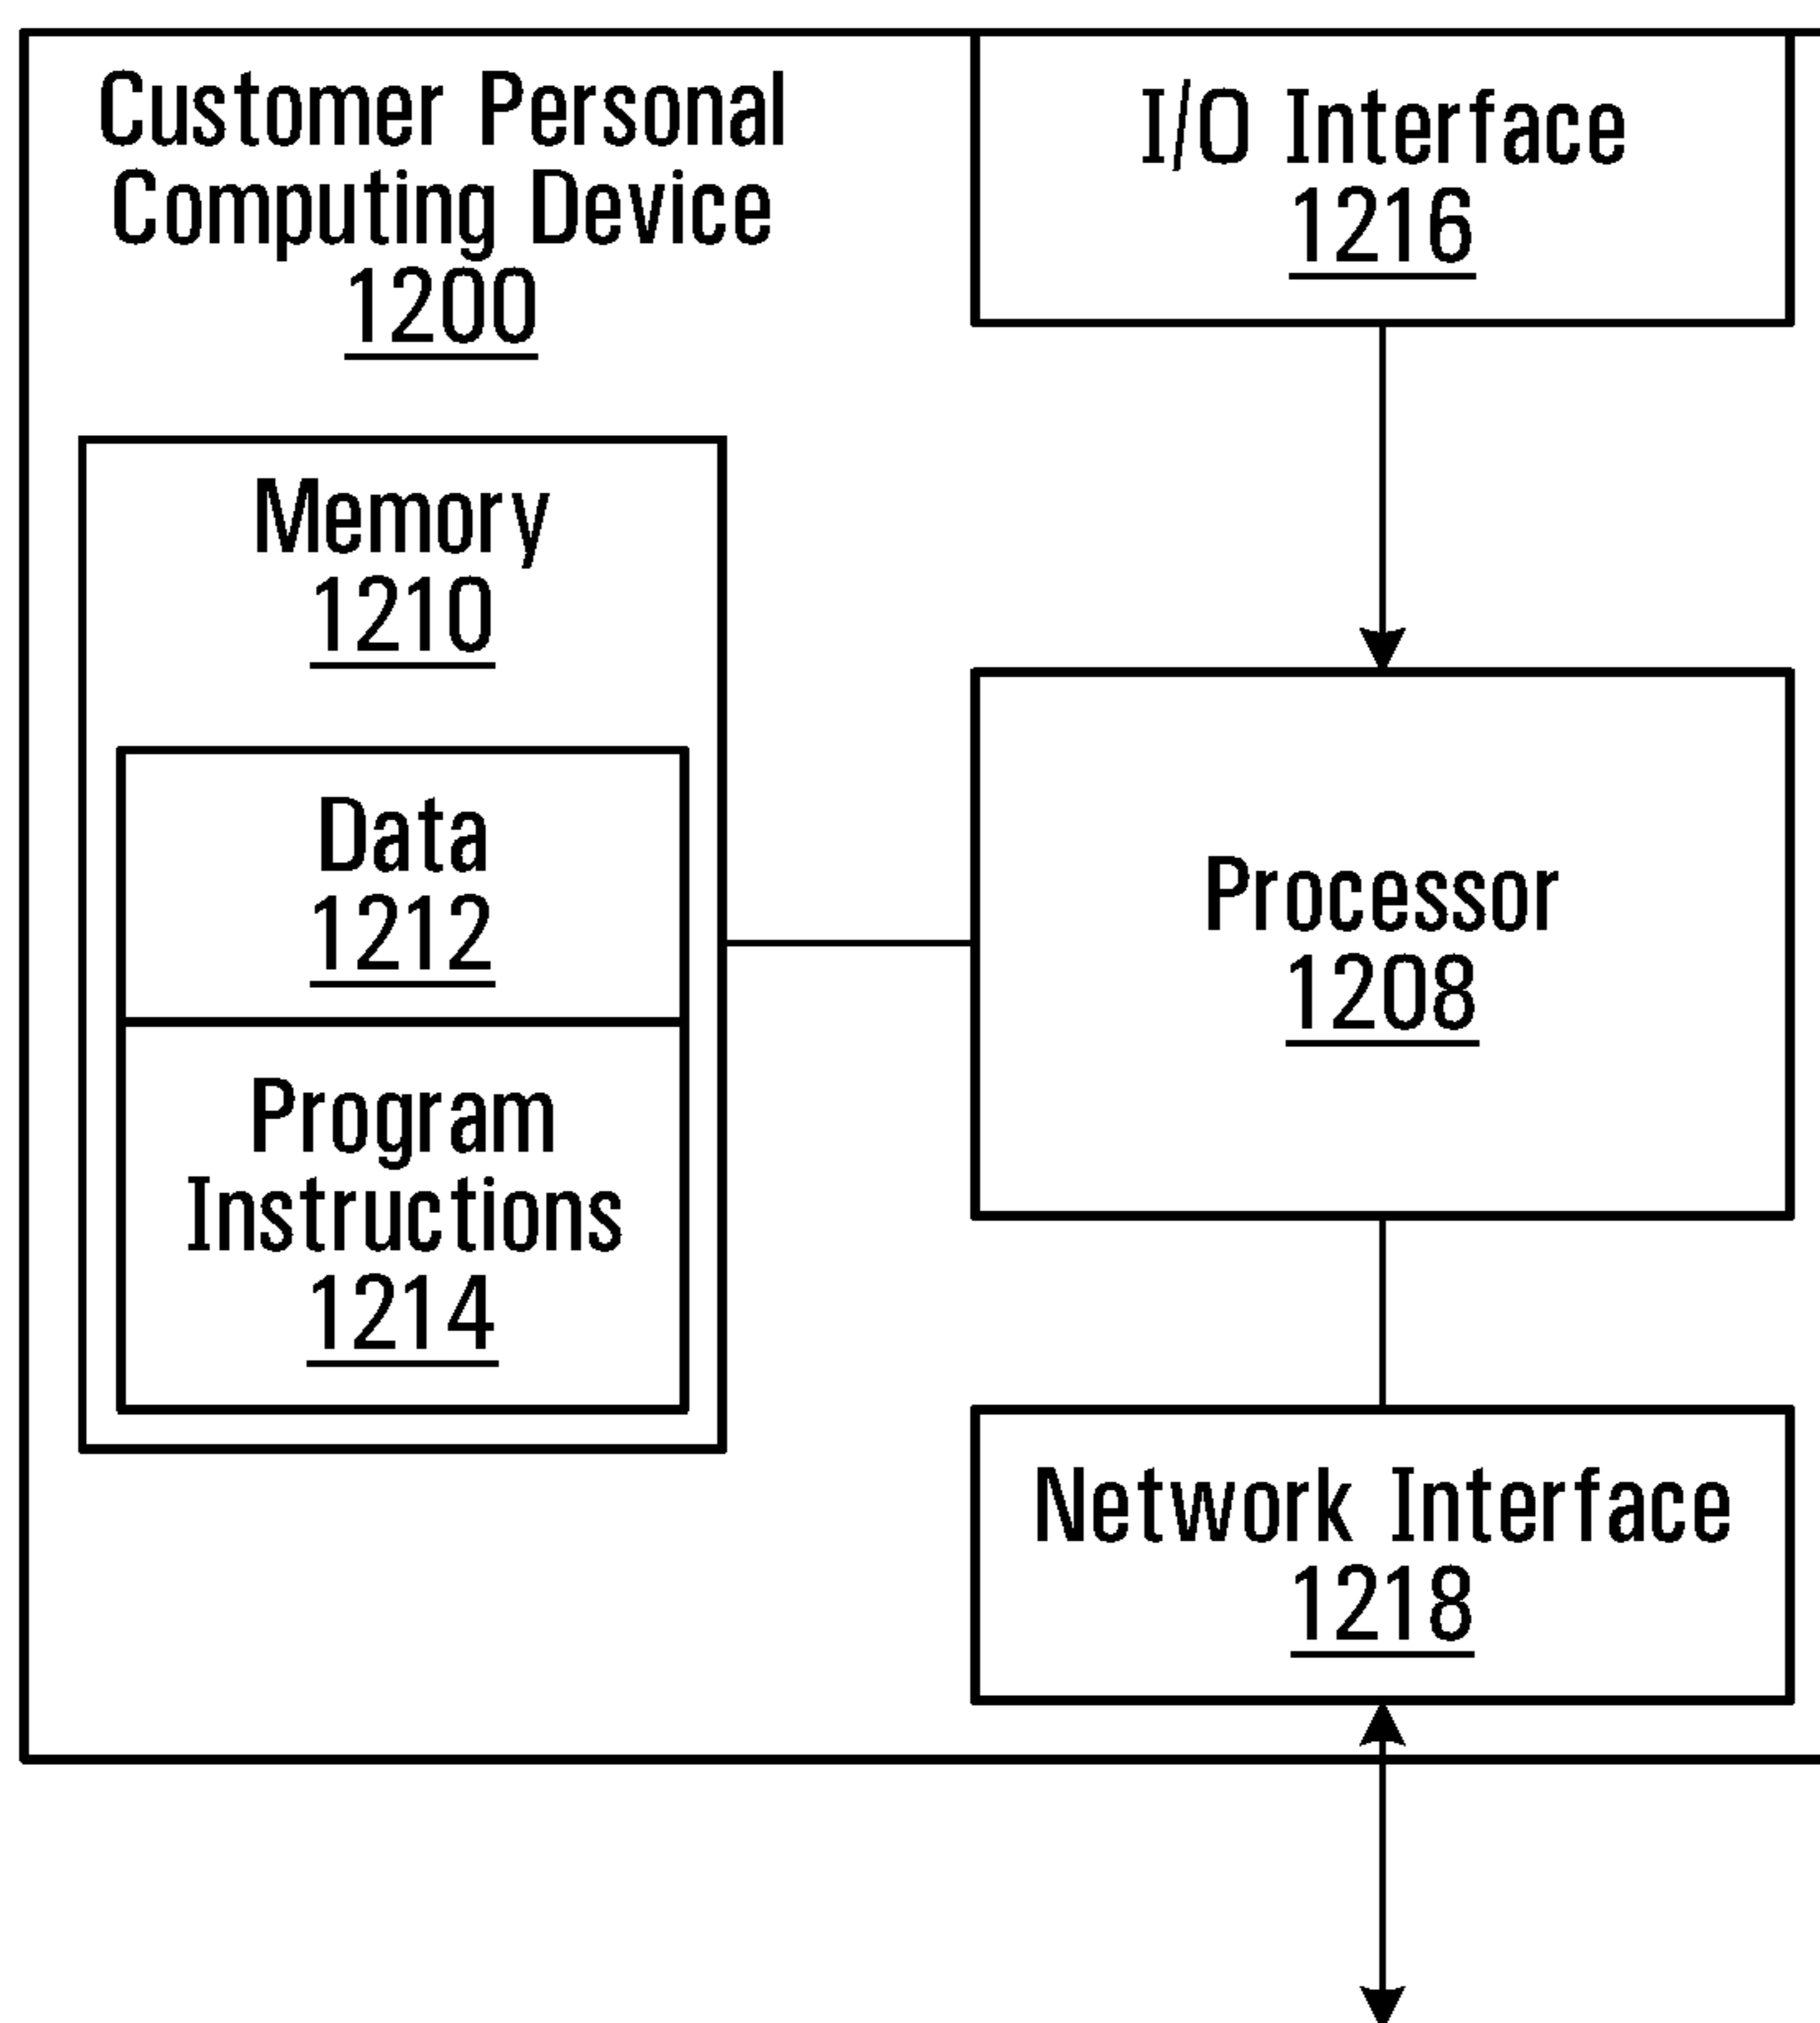 Customer Personal
Computing Device
1200
I/O Interface
1216
Memory
1210
Data
1212
Program
Instructions
1214
Processor
1208
Network Interface
1218